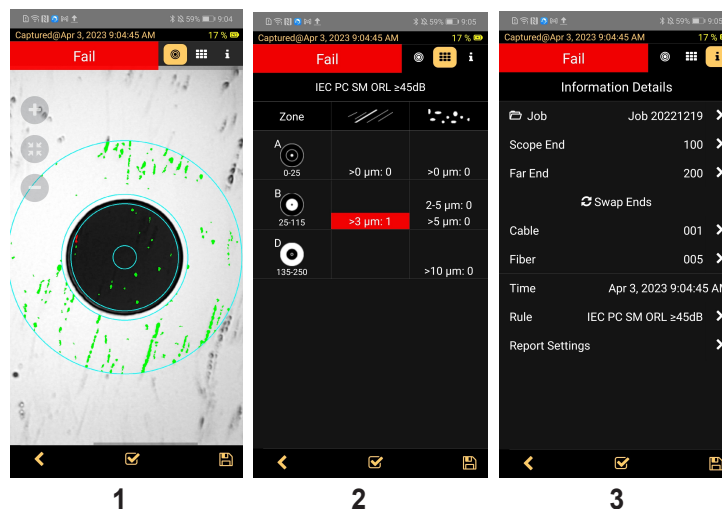 59% 9:04
Captured@Apr 3, 2023 9:04:45 AM 17 %
Fail
1
59% 9:05
Captured@Apr 3, 2023 9:04:45 AM 17 %
Fail
IEC PC SM ORL ≥45dB
Zone
A
0-25 >0 µm: 0 >0 µm: 0
B 2-5 µm: 0
25-115 >3 µm: 1 >5 µm: 0
D
135-250 >10 µm: 0
2
59% 9:05
Captured@Apr 3, 2023 9:04:45 AM 17 %
Fail
Information Details
Job Job 20221219
Scope End 100
Far End 200
Swap Ends
Cable 001
Fiber 005
Time Apr 3, 2023 9:04:45 AM
Rule IEC PC SM ORL ≥45dB
Report Settings
3